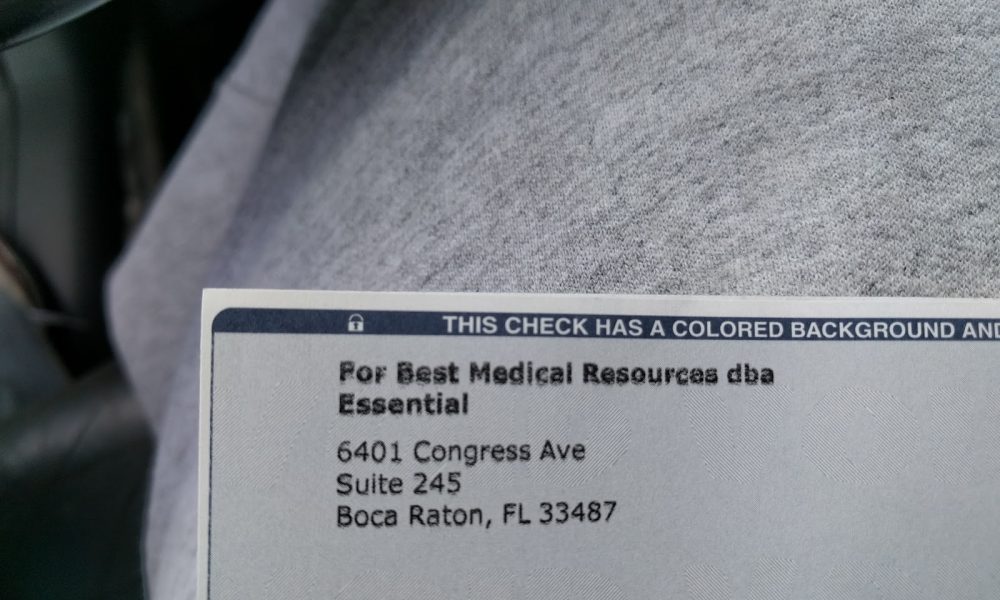 THIS CHECK HAS A COLORED BACKGROUND AND
For Best Medical Resources dba
Essential
6401 Congress Ave
Suite 245
Boca Raton, FL 33487